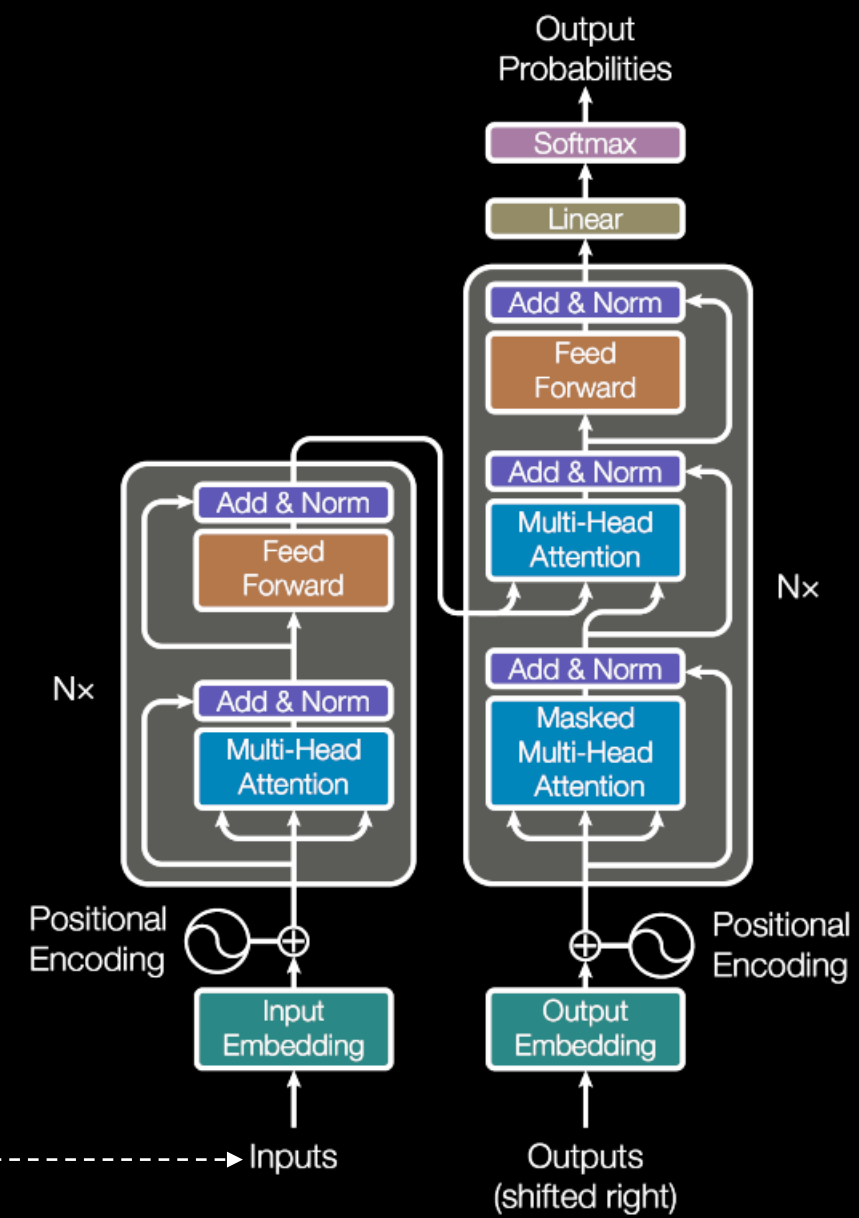 Output
Probabilities
Softmax
Linear
Add & Norm
Feed
Forward
Add & Norm
Multi-Head
Attention
Nx
Add & Norm
Masked
Multi-Head
Attention
Add & Norm
Feed
Forward
Nx
Add & Norm
Multi-Head
Attention
Positional
Encoding
Positional
Encoding
Input
Embedding
Output
Embedding
Inputs
Outputs
(shifted right)